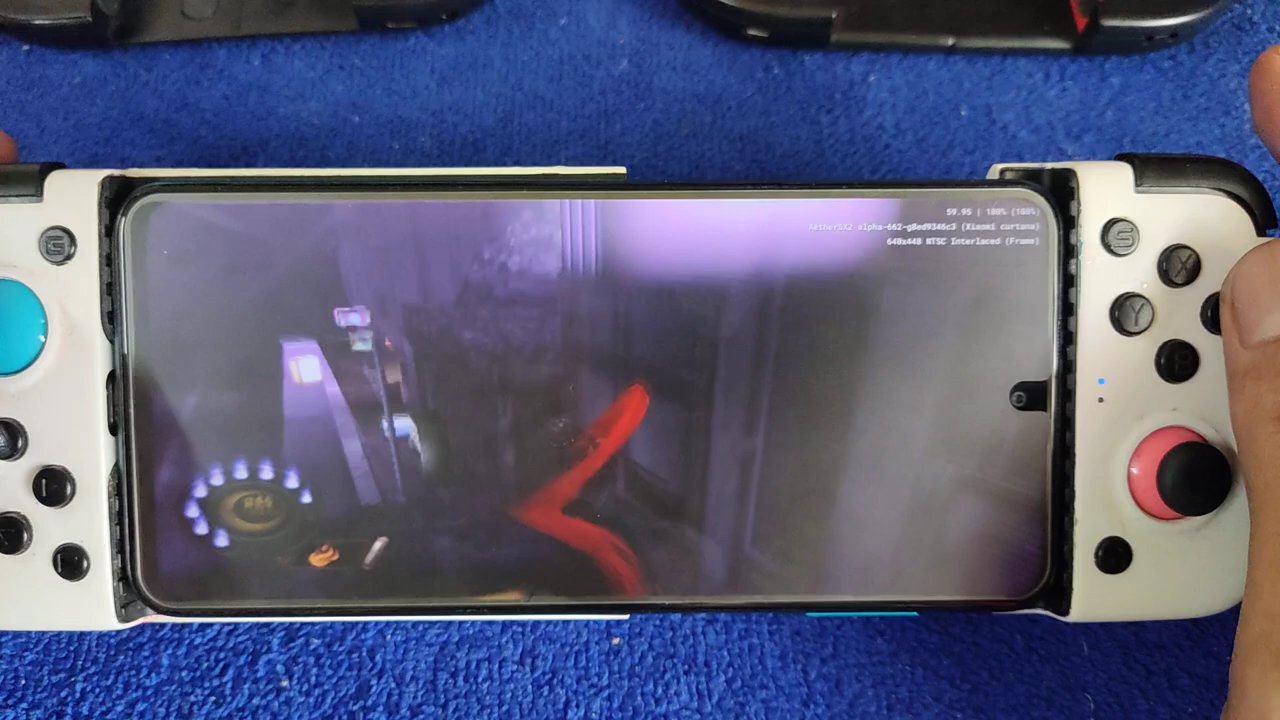 59.95 | 100% (100%)
AetherSX2 alpha-662-g8ed9346c3 (Xiaomi curtana)
640x448 NTSC Interlaced (Frame)
S
X
Y